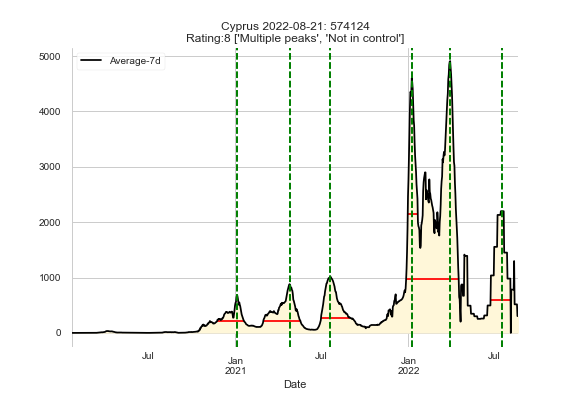 Cyprus 2022-08-21: 574124
Rating:8 ['Multiple peaks', 'Not in control']
Average-7d
5000
4000
3000
2000
1000
0
Jul Jan Jul Jan Jul
2021 2022
Date